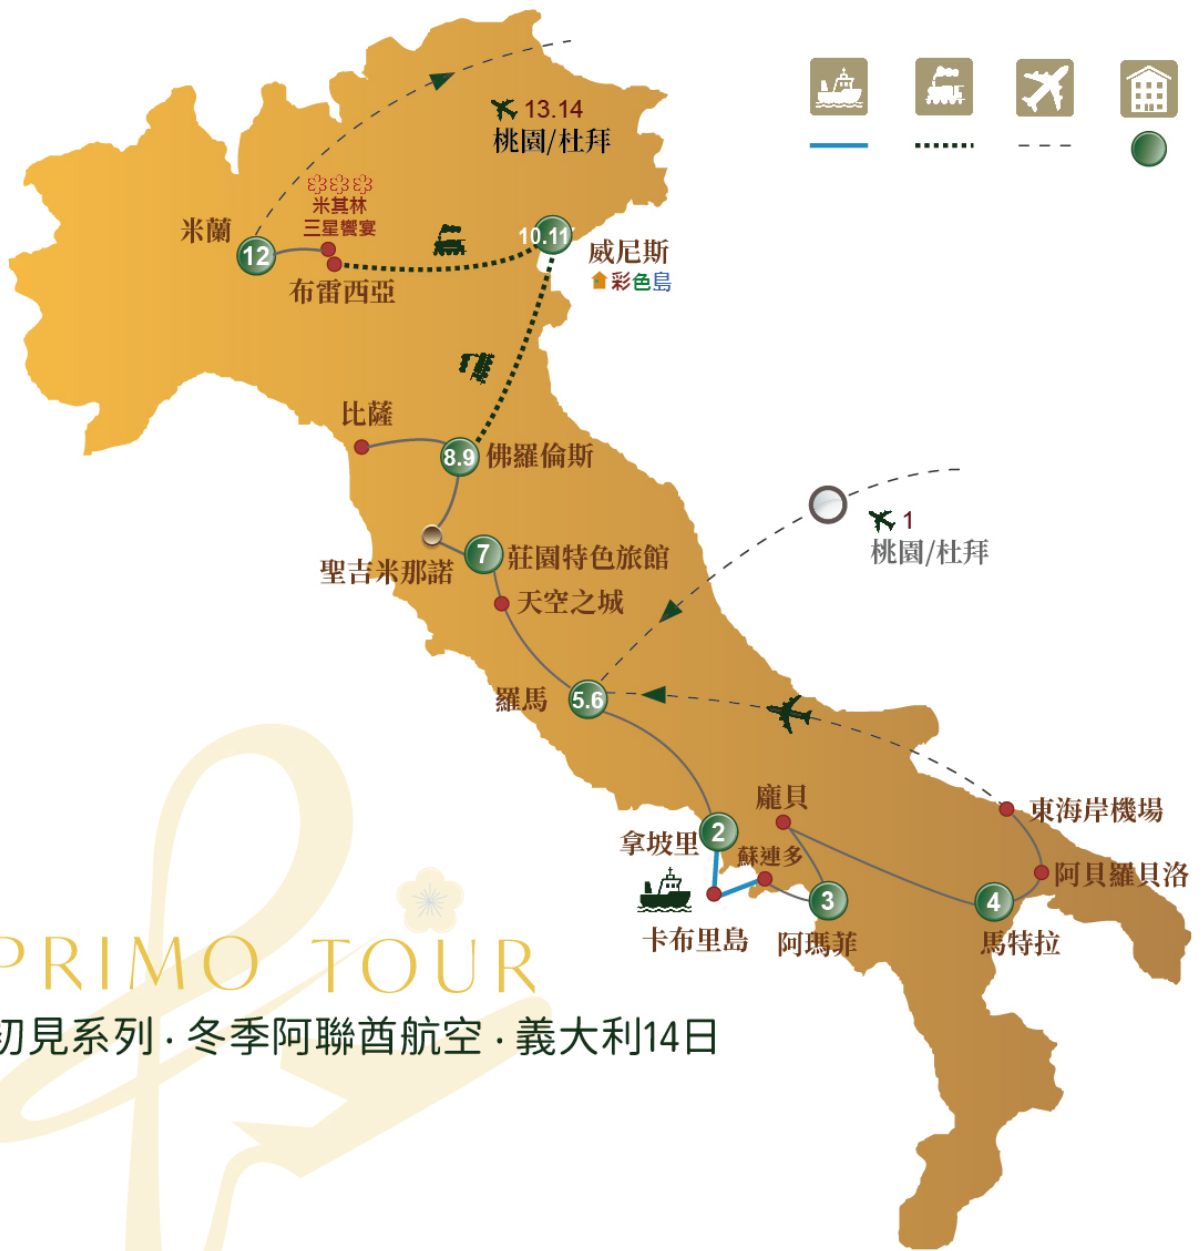 13.14
桃園/杜拜
米其林
三星饗宴
米蘭
12
布雷西亞
10.11
威尼斯
彩色島
比薩
8.9
佛羅倫斯
1
桃園/杜拜
聖吉米那諾
7
莊園特色旅館
天空之城
羅馬
5.6
龐貝
東海岸機場
拿坡里
2
蘇連多
阿貝羅貝洛
卡布里島
3
阿瑪菲
4
馬特拉
PRIMO TOUR
初見系列·冬季阿聯酋航空·義大利14日